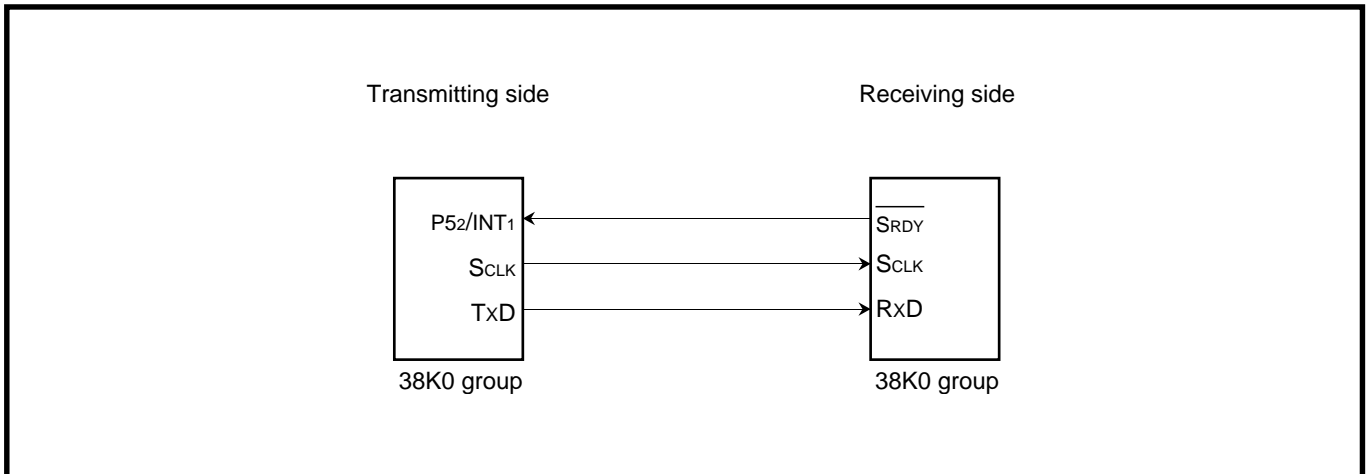 Transmitting side
Receiving side
P52/INT1
SCLK
TxD
SRDY
SCLK
RxD
38K0 group
38K0 group